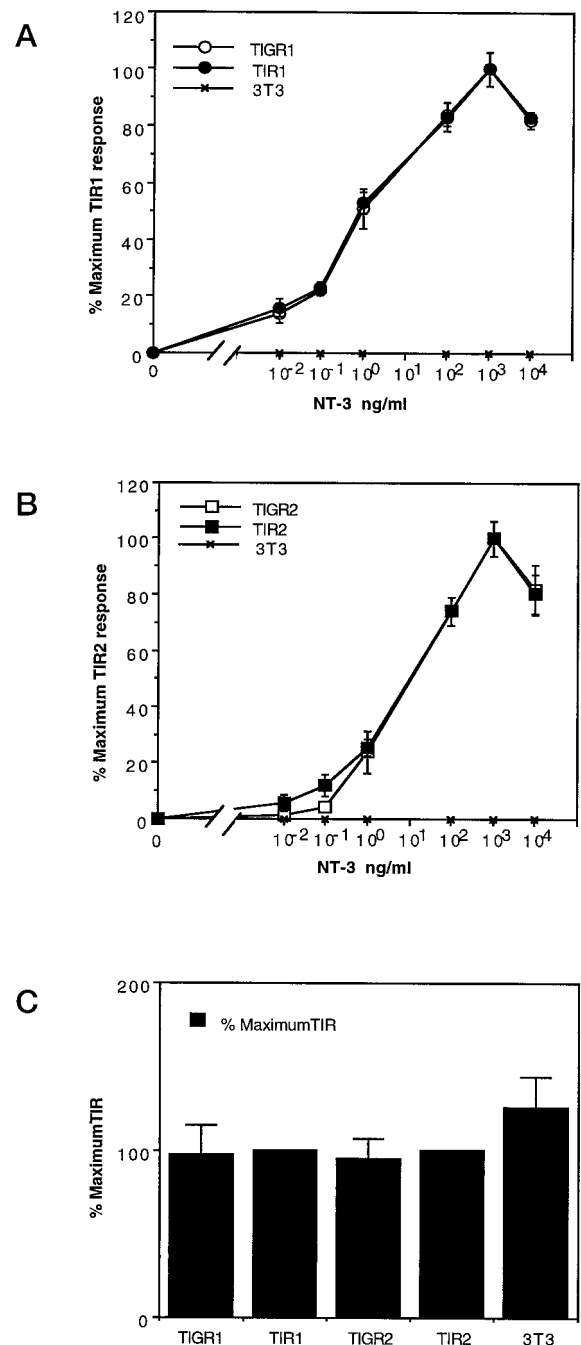 A
120
100
80
60
40
20
0
% Maximum TIR1 response
TIGR1
TIR1
3T3
0 10-2 10-1 100 101 102 103 104
NT-3 ng/ml
B
120
100
80
60
40
20
0
% Maximum TIR2 response
TIGR2
TIR2
3T3
0 10-2 10-1 100 101 102 103 104
NT-3 ng/ml
C
200
100
0
% MaximumTIR
% MaximumTIR
TIGR1 TIR1 TIGR2 TIR2 3T3